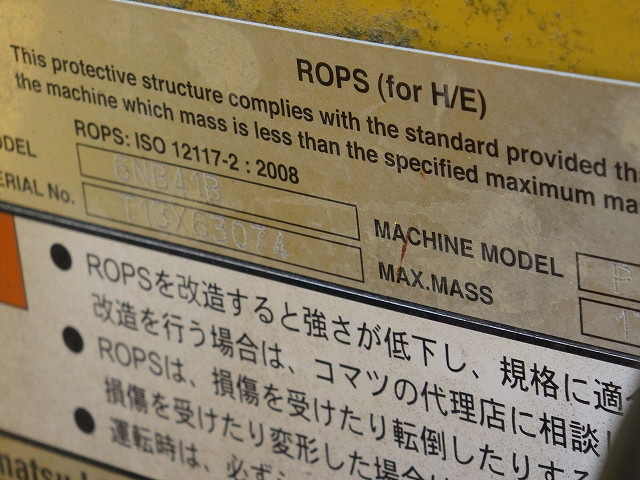 ROPS (for H/E)
This protective structure complies with the standard provided
the machine which mass is less than the specified maximum
ROPS: ISO 12117-2 : 2008
6NB41B
No. T13X63074
MACHINE MODEL
MAX.MASS
● ROPSを改造すると強さが低下し、規格に適
改造を行う場合は、コマツの代理店に相談
● ROPSは、損傷を受けたり転倒したりする
損傷を受けたり変形した場合は
● 運転時は、必ず